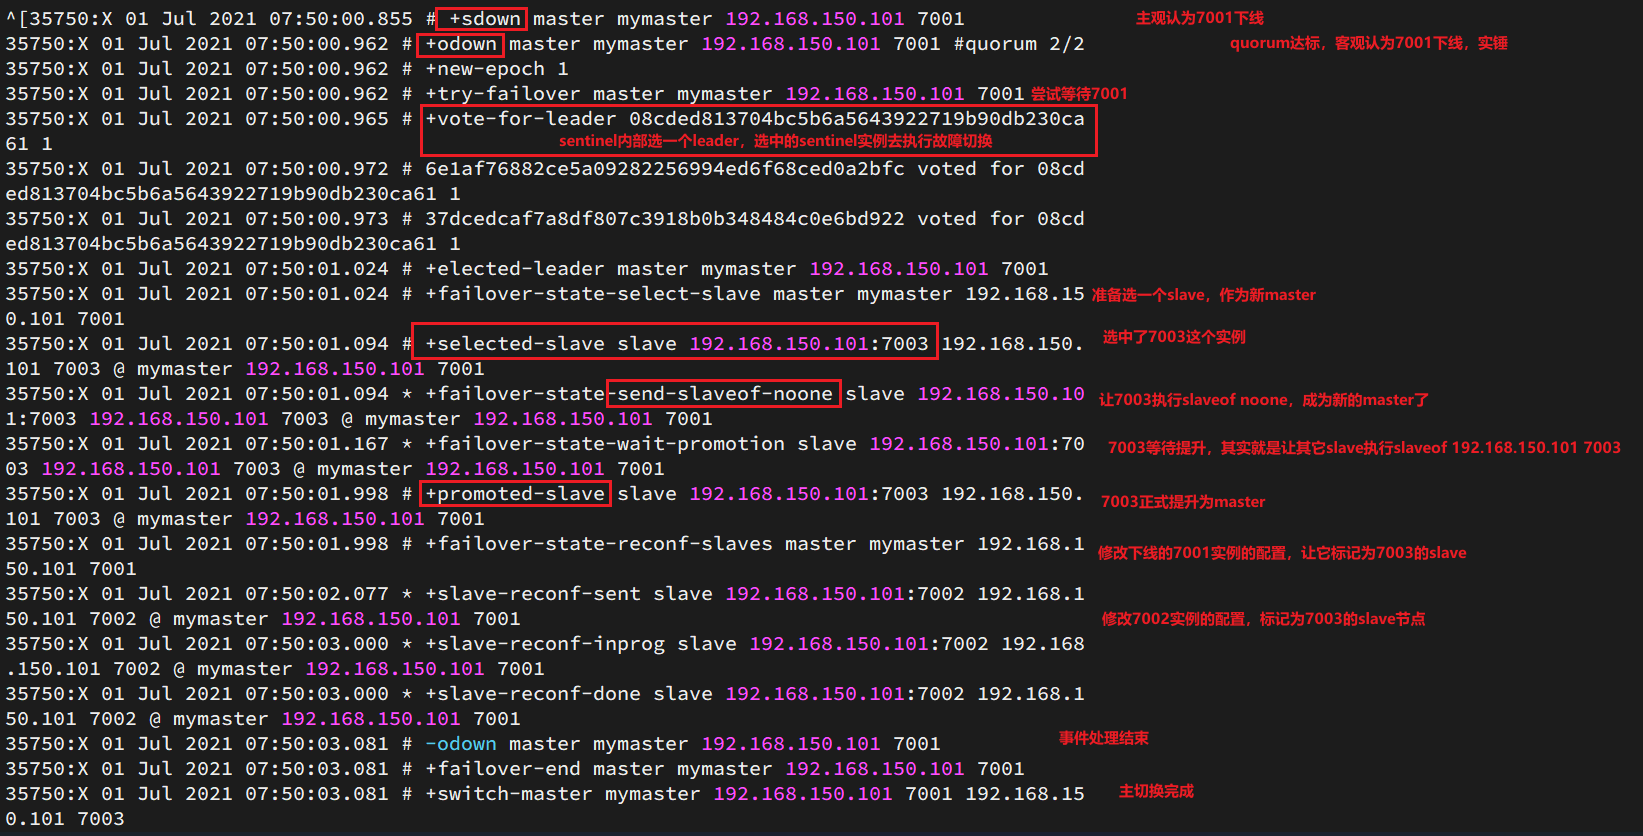 ^[35750:X 01 Jul 2021 07:50:00.855 # +sdown master mymaster 192.168.150.101 7001 主观认为7001下线
35750:X 01 Jul 2021 07:50:00.962 # +odown master mymaster 192.168.150.101 7001 #quorum 2/2 quorum达标，客观认为7001下线，实锤
35750:X 01 Jul 2021 07:50:00.962 # +new-epoch 1
35750:X 01 Jul 2021 07:50:00.962 # +try-failover master mymaster 192.168.150.101 7001 尝试等待7001
35750:X 01 Jul 2021 07:50:00.965 # +vote-for-leader 08cded813704bc5b6a5643922719b90db230ca
61 1 sentinel内部选一个leader，选中的sentinel实例去执行故障切换
35750:X 01 Jul 2021 07:50:00.972 # 6e1af76882ce5a09282256994ed6f68ced0a2bfc voted for 08cd
ed813704bc5b6a5643922719b90db230ca61 1
35750:X 01 Jul 2021 07:50:00.973 # 37dcedcaf7a8df807c3918b0b348484c0e6bd922 voted for 08cd
ed813704bc5b6a5643922719b90db230ca61 1
35750:X 01 Jul 2021 07:50:01.024 # +elected-leader master mymaster 192.168.150.101 7001
35750:X 01 Jul 2021 07:50:01.024 # +failover-state-select-slave master mymaster 192.168.15 准备选一个slave，作为新master
0.101 7001
35750:X 01 Jul 2021 07:50:01.094 # +selected-slave slave 192.168.150.101:7003 192.168.150. 选中了7003这个实例
101 7003 @ mymaster 192.168.150.101 7001
35750:X 01 Jul 2021 07:50:01.094 * +failover-state-send-slaveof-noone slave 192.168.150.10 让7003执行slaveof noone，成为新的master了
1:7003 192.168.150.101 7003 @ mymaster 192.168.150.101 7001
35750:X 01 Jul 2021 07:50:01.167 * +failover-state-wait-promotion slave 192.168.150.101:70 7003等待提升，其实就是让其它slave执行slaveof 192.168.150.101 7003
03 192.168.150.101 7003 @ mymaster 192.168.150.101 7001
35750:X 01 Jul 2021 07:50:01.998 # +promoted-slave slave 192.168.150.101:7003 192.168.150. 7003正式提升为master
101 7003 @ mymaster 192.168.150.101 7001
35750:X 01 Jul 2021 07:50:01.998 # +failover-state-reconf-slaves master mymaster 192.168.1 修改下线的7001实例的配置，让它标记为7003的slave
50.101 7001
35750:X 01 Jul 2021 07:50:02.077 * +slave-reconf-sent slave 192.168.150.101:7002 192.168.1
50.101 7002 @ mymaster 192.168.150.101 7001 修改7002实例的配置，标记为7003的slave节点
35750:X 01 Jul 2021 07:50:03.000 * +slave-reconf-inprog slave 192.168.150.101:7002 192.168
.150.101 7002 @ mymaster 192.168.150.101 7001
35750:X 01 Jul 2021 07:50:03.000 * +slave-reconf-done slave 192.168.150.101:7002 192.168.1
50.101 7002 @ mymaster 192.168.150.101 7001
35750:X 01 Jul 2021 07:50:03.081 # -odown master mymaster 192.168.150.101 7001 事件处理结束
35750:X 01 Jul 2021 07:50:03.081 # +failover-end master mymaster 192.168.150.101 7001
35750:X 01 Jul 2021 07:50:03.081 # +switch-master mymaster 192.168.150.101 7001 192.168.15 主切换完成
0.101 7003